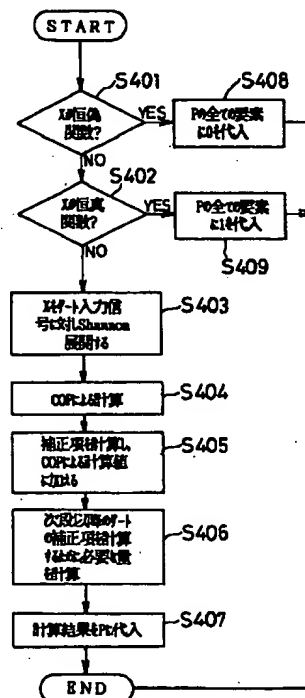 START
S401
Xが恒偽
関数?
YES
S408
Pの全ての要素
に0を代入
NO
S402
Xが恒真
関数?
YES
Pの全ての要素
に1を代入
S409
NO
Xをゲート入力信
号に対しShannon
展開する
S403
COPによる計算
S404
補正項を計算し、
COPによる計算値
に加える
S405
次段以降のゲート
の補正項を計算
するために必要な量
を計算
S406
計算結果をPに代入
S407
END